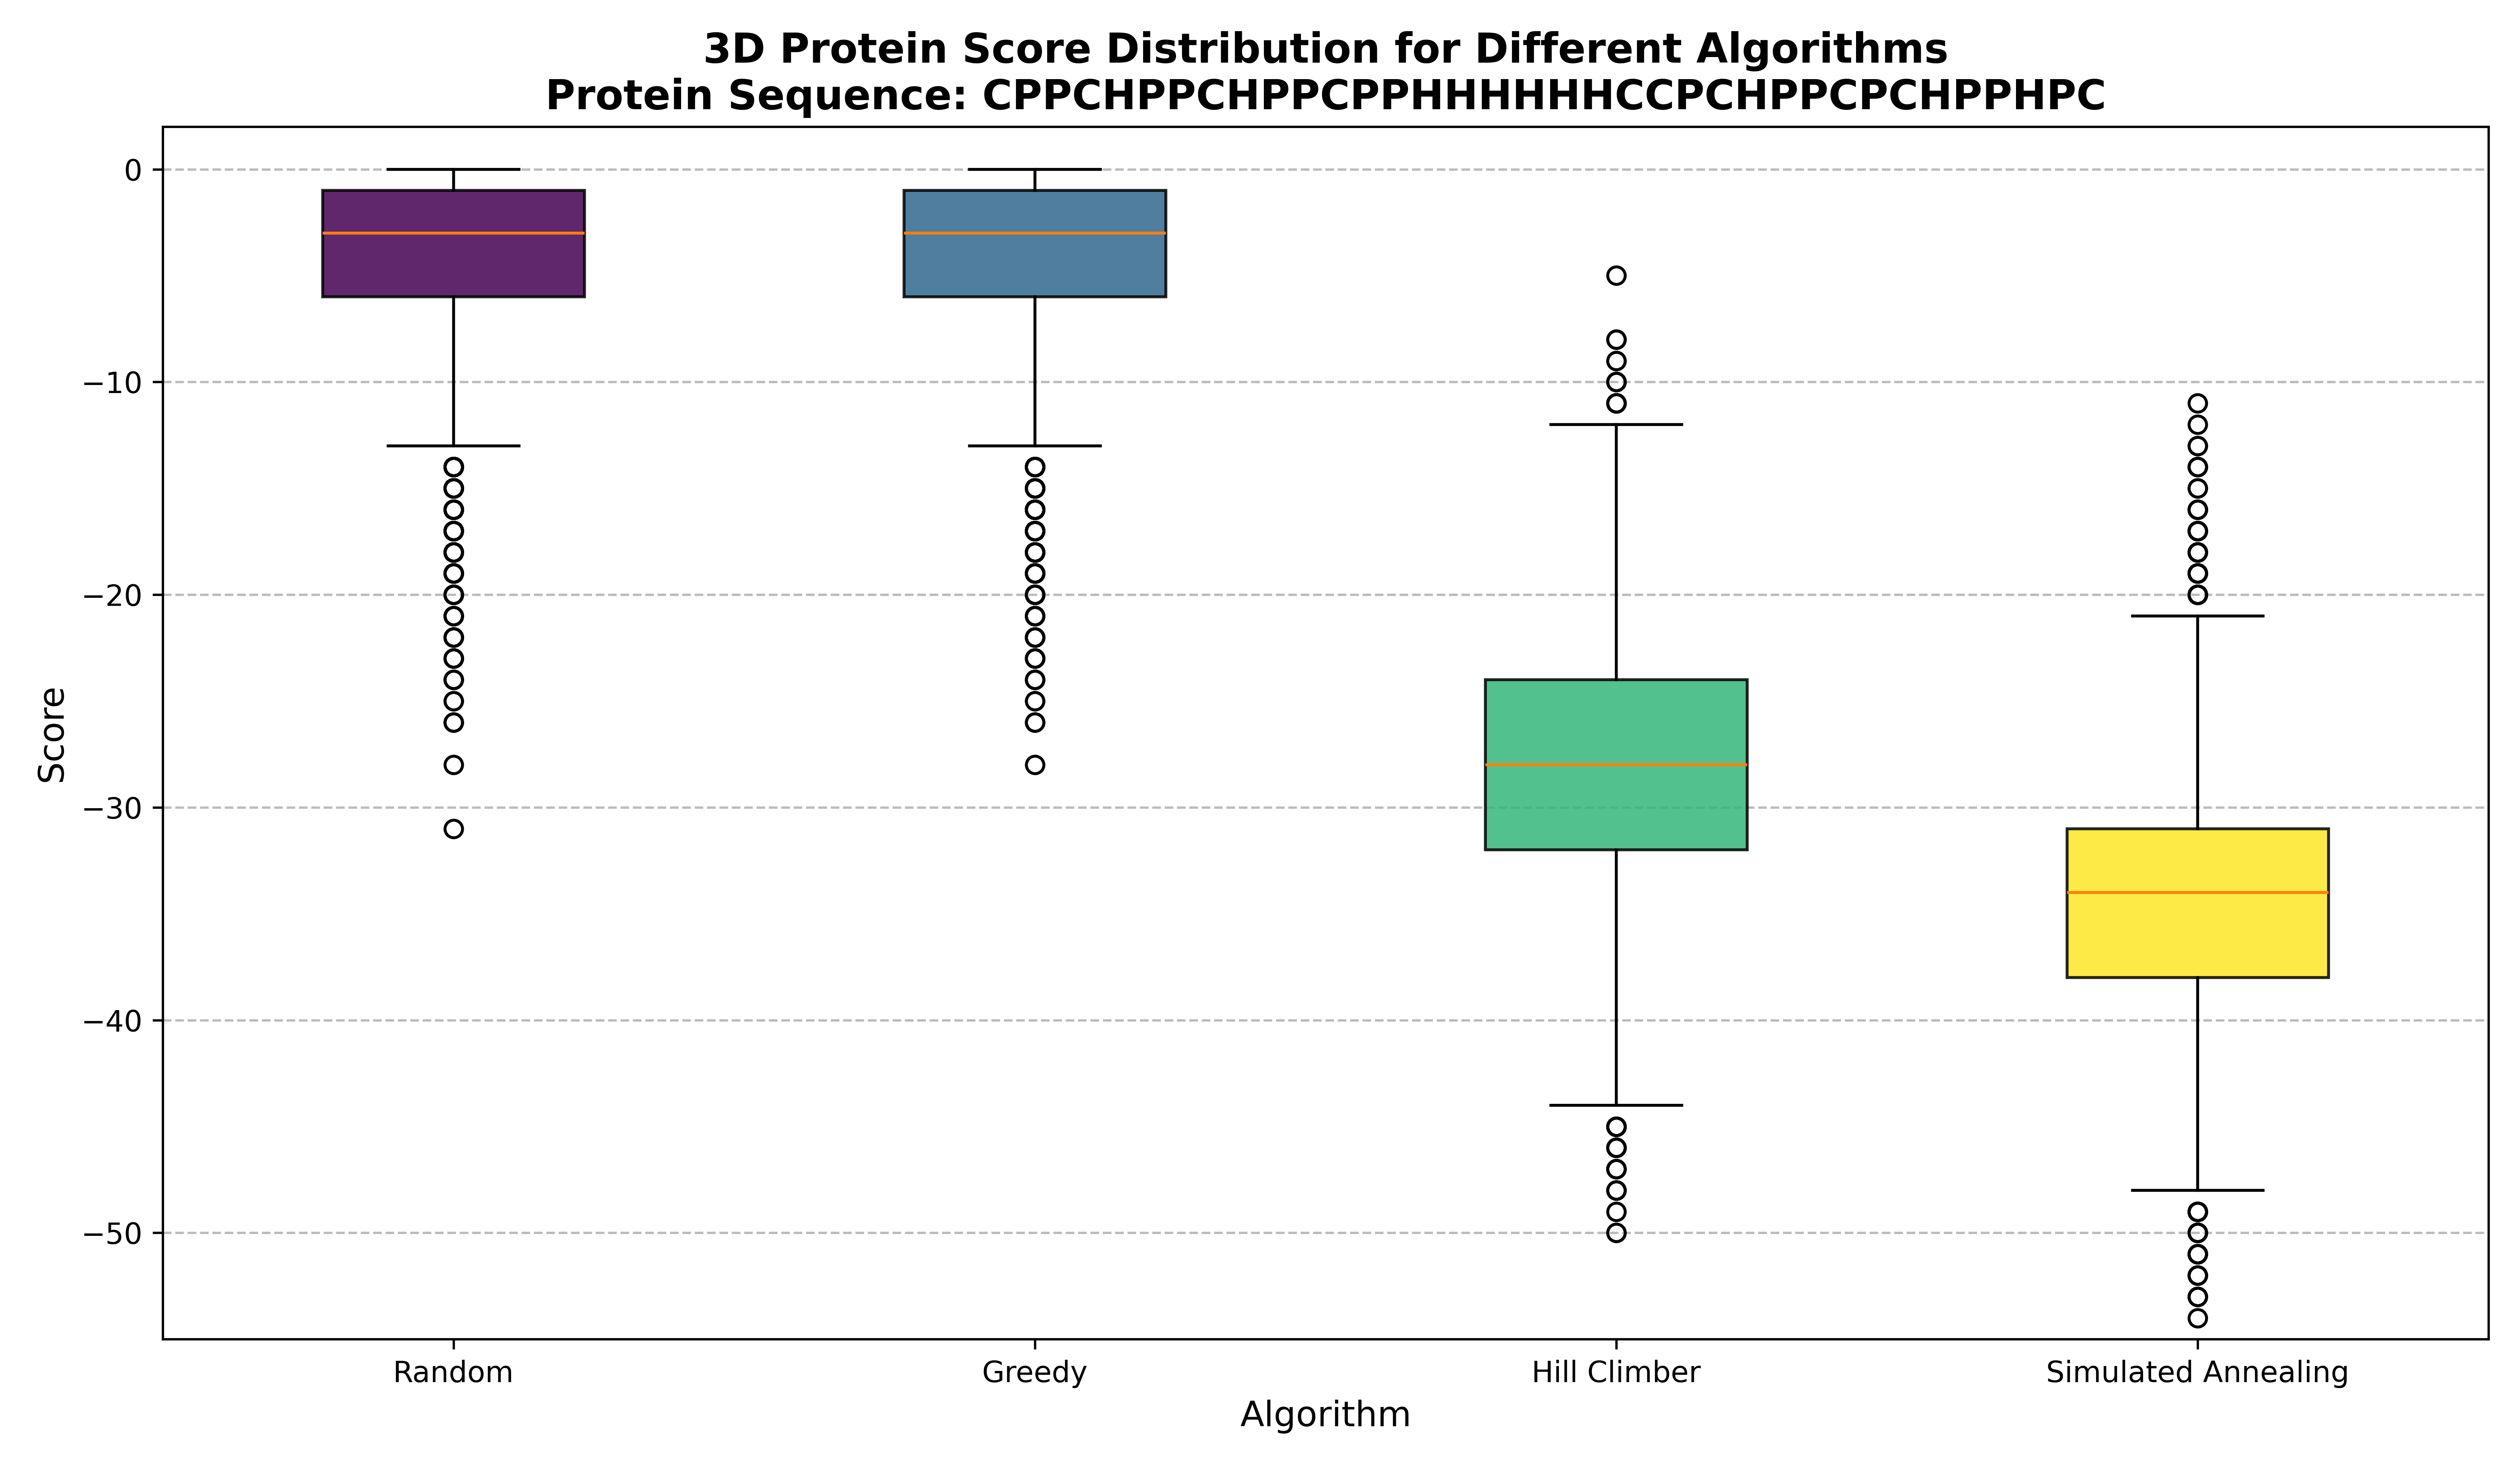 3D Protein Score Distribution for Different Algorithms
Protein Sequence: CPPCHPPCHPPCPPHHHHHHHCCPCHPPCPCHPPHPC
0
−10
−20
−30
−40
−50
Score
Random
Greedy
Hill Climber
Simulated Annealing
Algorithm